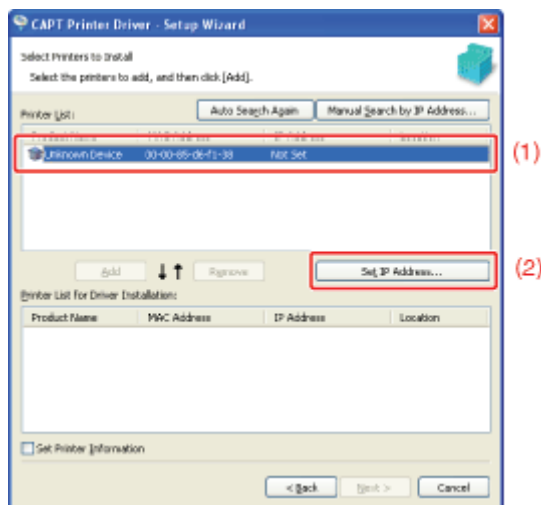 CAPT Printer Driver - Setup Wizard
Select Printers to Install
Select the printers to add, and then click [Add].
Printer List:
Auto Search Again
Manual Search by IP Address...
Unknown Device 00-00-85-d6-f1-38 Not Set
(1)
Add
Remove
Set IP Address...
(2)
Printer List for Driver Installation:
Product Name MAC Address IP Address Location
Set Printer Information
< Back
Next >
Cancel